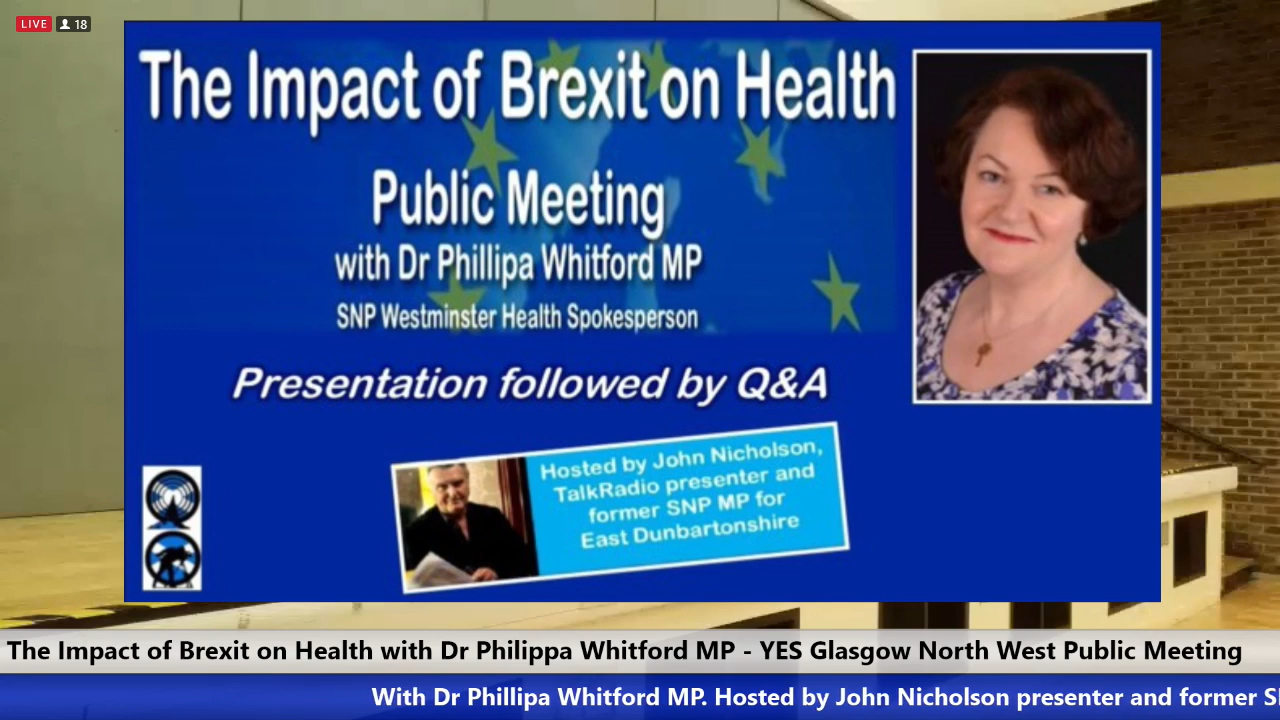 LIVE 18
The Impact of Brexit on Health
Public Meeting
with Dr Phillipa Whitford MP
SNP Westminster Health Spokesperson
Presentation followed by Q&A
Hosted by John Nicholson,
TalkRadio presenter and
former SNP MP for
East Dunbartonshire
The Impact of Brexit on Health with Dr Philippa Whitford MP - YES Glasgow North West Public Meeting
With Dr Phillipa Whitford MP. Hosted by John Nicholson presenter and former